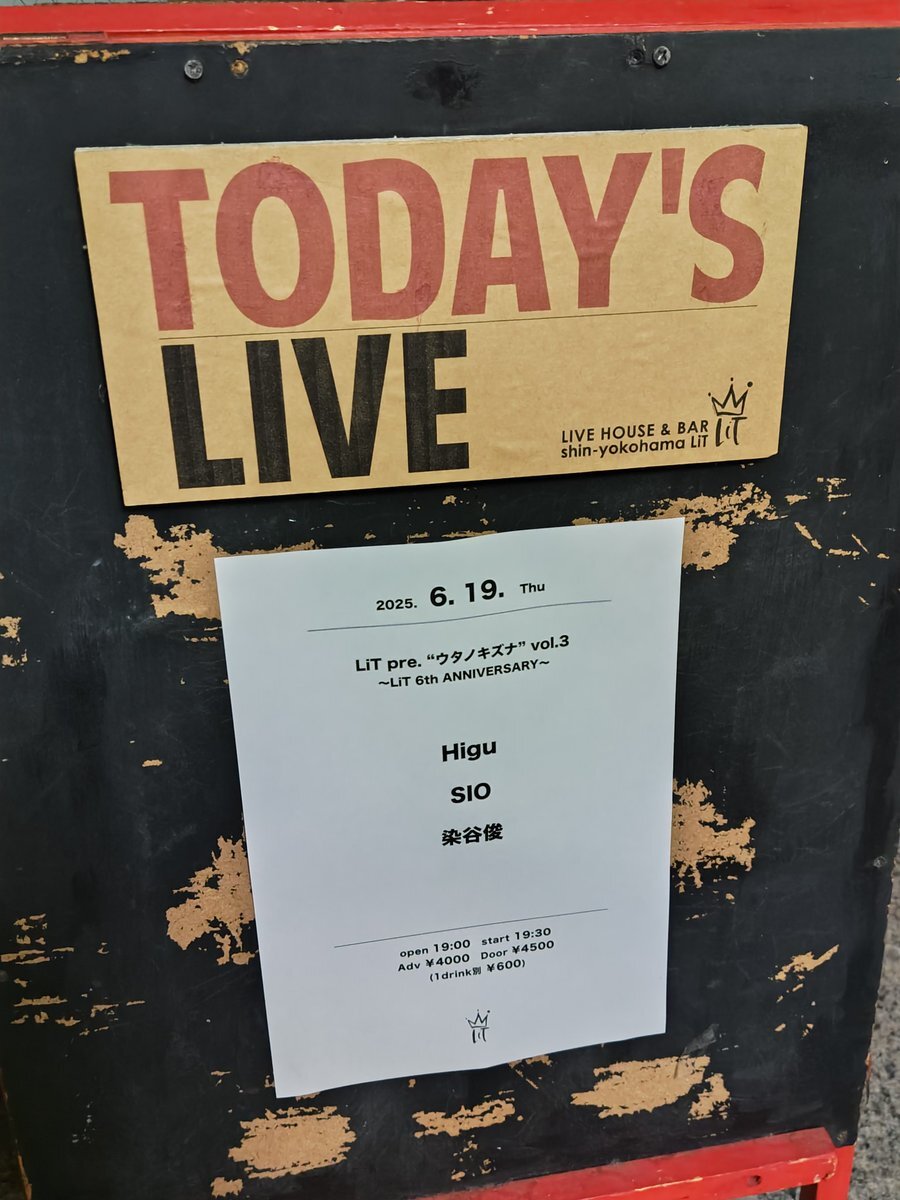 TODAY'S
LIVE
LIVE HOUSE & BAR
shin-yokohama LiT
LiT
2025. 6. 19. Thu
LiT pre. “ウタノキズナ” vol.3
～LiT 6th ANNIVERSARY～
Higu
SIO
染谷俊
open 19:00 start 19:30
Adv ¥4000 Door ¥4500
(1drink別 ¥600)
LiT